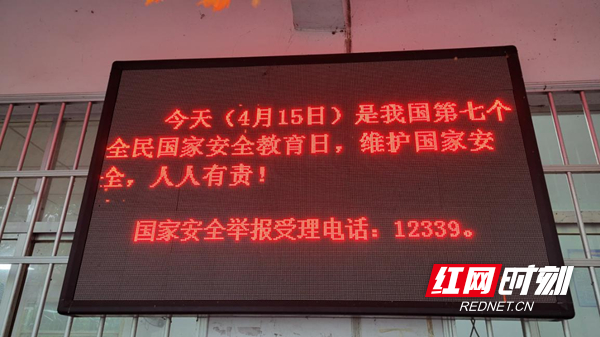 今天（4月15日）是我国第七个
全民国家安全教育日，维护国家安
全，人人有责！
国家安全举报受理电话：12339。
红网时刻
REDNET.CN